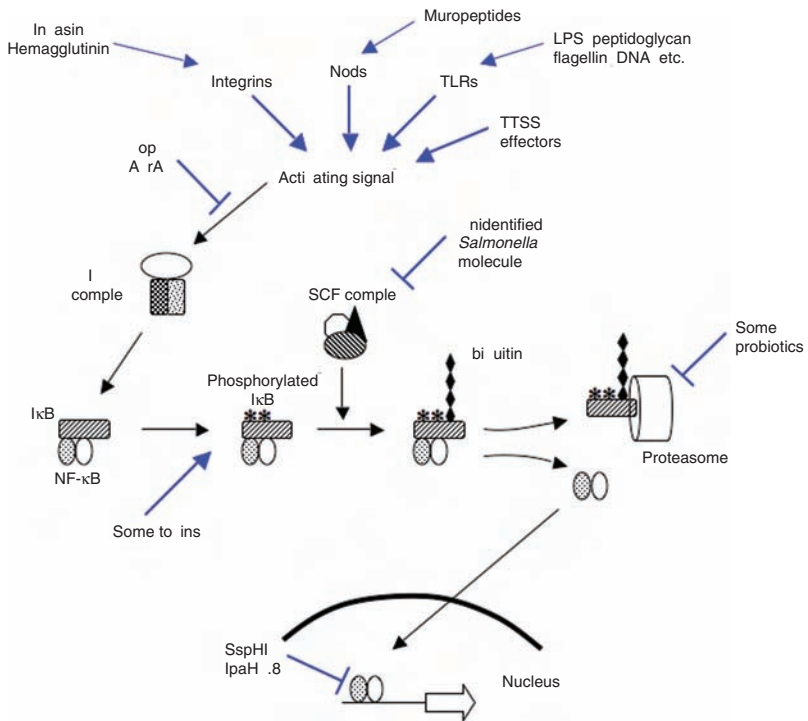 Muropeptides
In asin
Hemagglutinin
LPS peptidoglycan
flagellin DNA etc.
Nods
Integrins
TLRs
TTSS
effectors
op
A rA
Acti ating signal
nidentified
Salmonella
molecule
I
comple
SCF comple
Some
probiotics
bi uitin
Phosphorylated
IκB
**
**
**
IκB
NF-κB
Proteasome
Some to ins
SspHI
IpaH .8
Nucleus